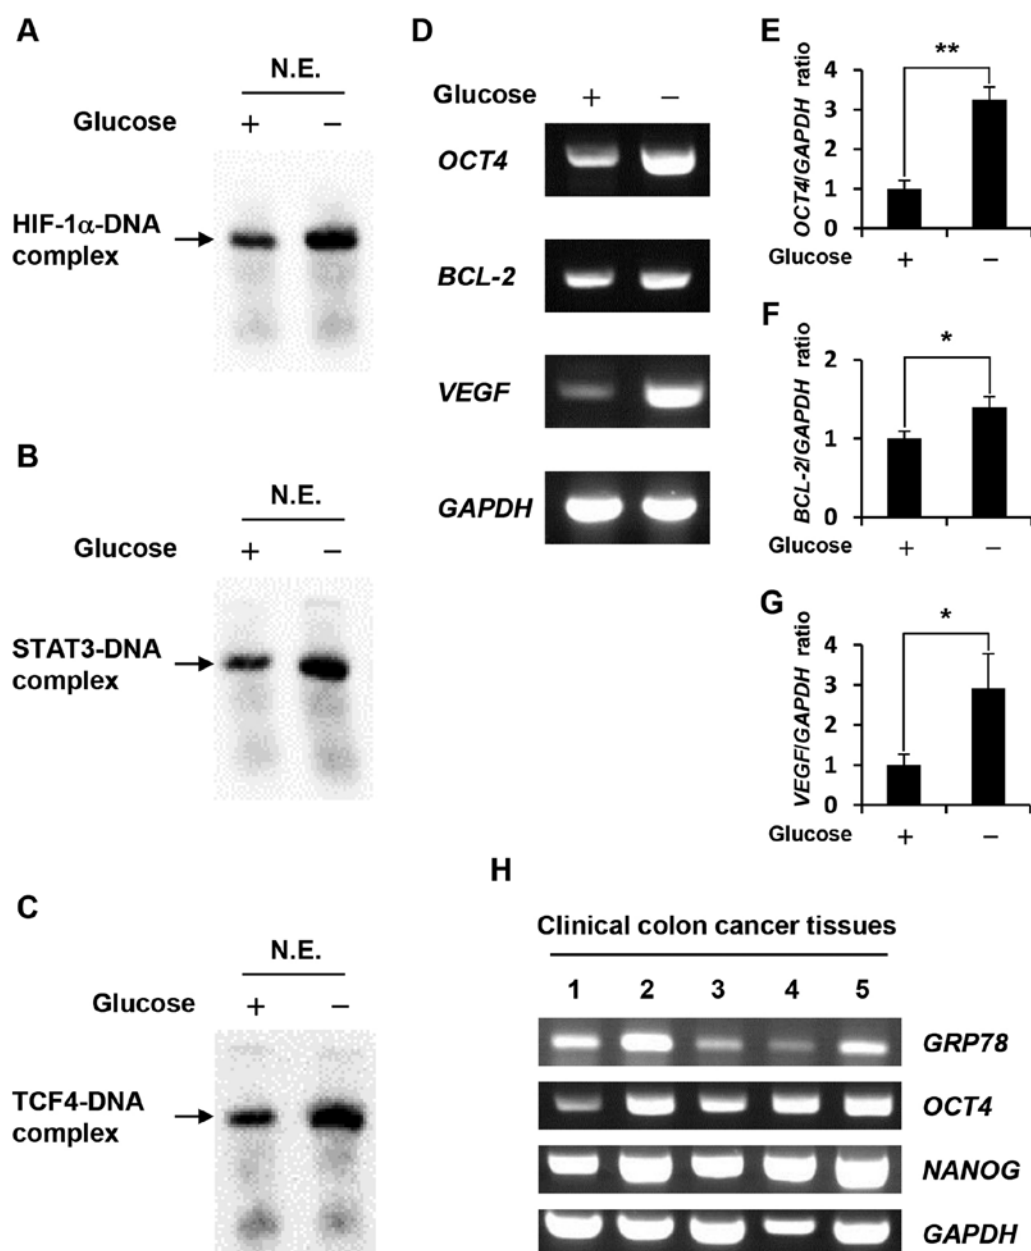 A
N.E.
Glucose + −
HIF-1α-DNA
complex
B
N.E.
Glucose + −
STAT3-DNA
complex
C
N.E.
Glucose + −
TCF4-DNA
complex
D
Glucose + −
OCT4
BCL-2
VEGF
GAPDH
E
OCT4/GAPDH ratio
**
4
3
2
1
0
Glucose + −
F
BCL-2/GAPDH ratio
*
2
1
0
Glucose + −
G
VEGF/GAPDH ratio
*
4
3
2
1
0
Glucose + −
H
Clinical colon cancer tissues
1 2 3 4 5
GRP78
OCT4
NANOG
GAPDH